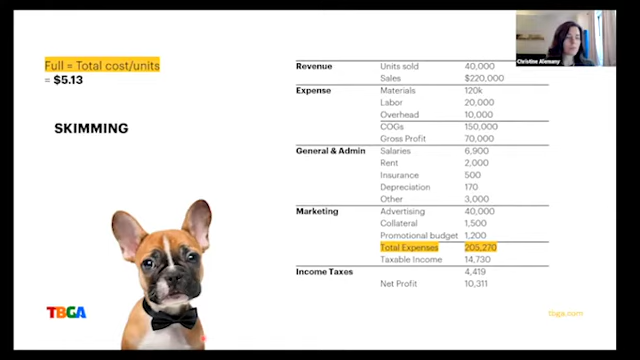 Full = Total cost/units
= $5.13
SKIMMING
Revenue Units sold 40,000
Sales $220,000
Expense Materials 120k
Labor 20,000
Overhead 10,000
COGs 150,000
Gross Profit 70,000
General & Admin Salaries 6,900
Rent 2,000
Insurance 500
Depreciation 170
Other 3,000
Marketing Advertising 40,000
Collateral 1,500
Promotional budget 1,200
Total Expenses 205,270
Taxable Income 14,730
Income Taxes 4,419
Net Profit 10,311
Christine Alemany
TBGA
tbga.com